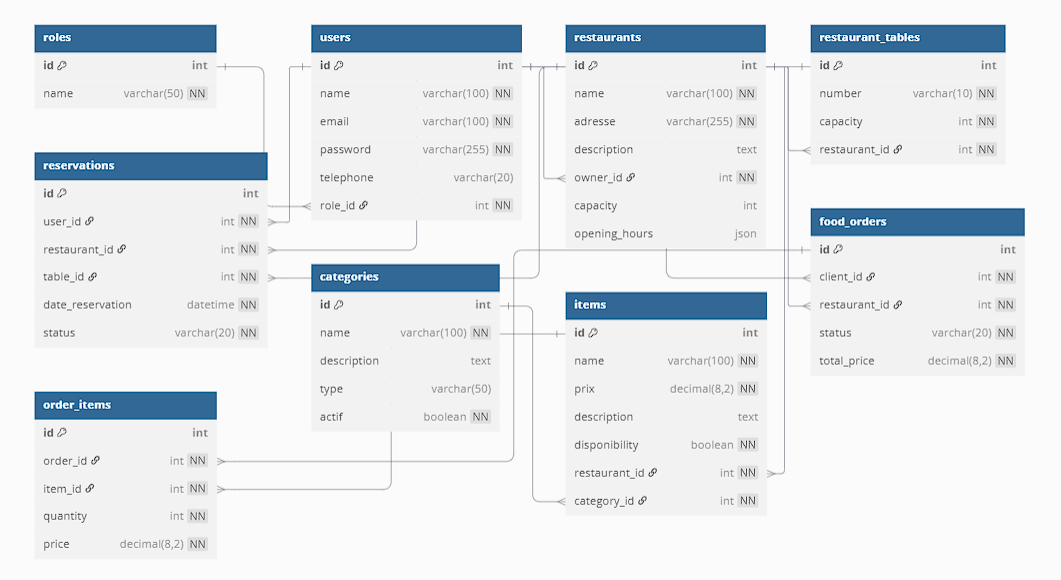 roles
id int
name varchar(50) NN
users
id int
name varchar(100) NN
email varchar(100) NN
password varchar(255) NN
telephone varchar(20)
role_id int NN
restaurants
id int
name varchar(100) NN
adresse varchar(255) NN
description text
owner_id int NN
capacity int
opening_hours json
restaurant_tables
id int
number varchar(10) NN
capacity int NN
restaurant_id int NN
reservations
id int
user_id int NN
restaurant_id int NN
table_id int NN
date_reservation datetime NN
status varchar(20) NN
food_orders
id int
client_id int NN
restaurant_id int NN
status varchar(20) NN
total_price decimal(8,2) NN
categories
id int
name varchar(100) NN
description text
type varchar(50)
actif boolean NN
items
id int
name varchar(100) NN
prix decimal(8,2) NN
description text
disponibility boolean NN
restaurant_id int NN
category_id int NN
order_items
id int
order_id int NN
item_id int NN
quantity int NN
price decimal(8,2) NN